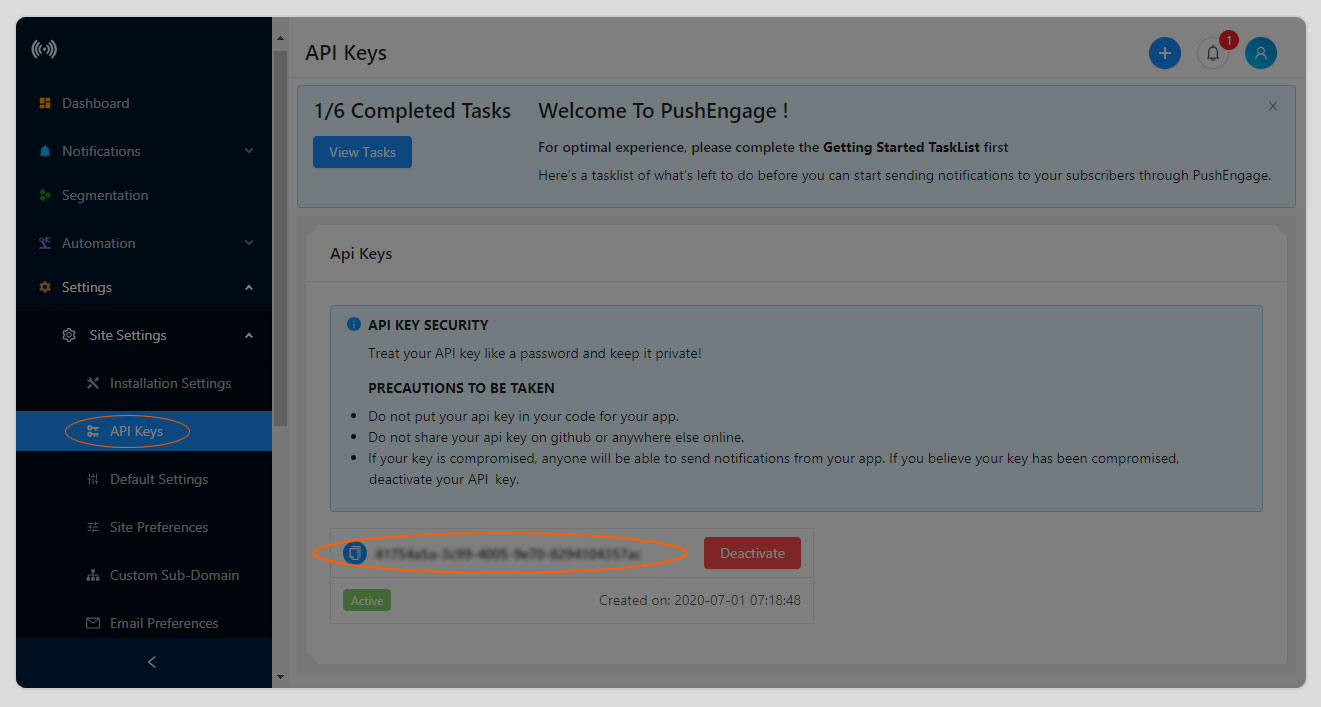 API Keys
1
Dashboard
Notifications
Segmentation
Automation
Settings
Site Settings
Installation Settings
API Keys
Default Settings
Site Preferences
Custom Sub-Domain
Email Preferences
1/6 Completed Tasks
View Tasks
Welcome To PushEngage !
For optimal experience, please complete the Getting Started TaskList first
Here's a tasklist of what's left to do before you can start sending notifications to your subscribers through PushEngage.
Api Keys
API KEY SECURITY
Treat your API key like a password and keep it private!
PRECAUTIONS TO BE TAKEN
Do not put your api key in your code for your app.
Do not share your api key on github or anywhere else online.
If your key is compromised, anyone will be able to send notifications from your app. If you believe your key has been compromised,
deactivate your API key.
Deactivate
Active
Created on: 2020-07-01 07:18:48